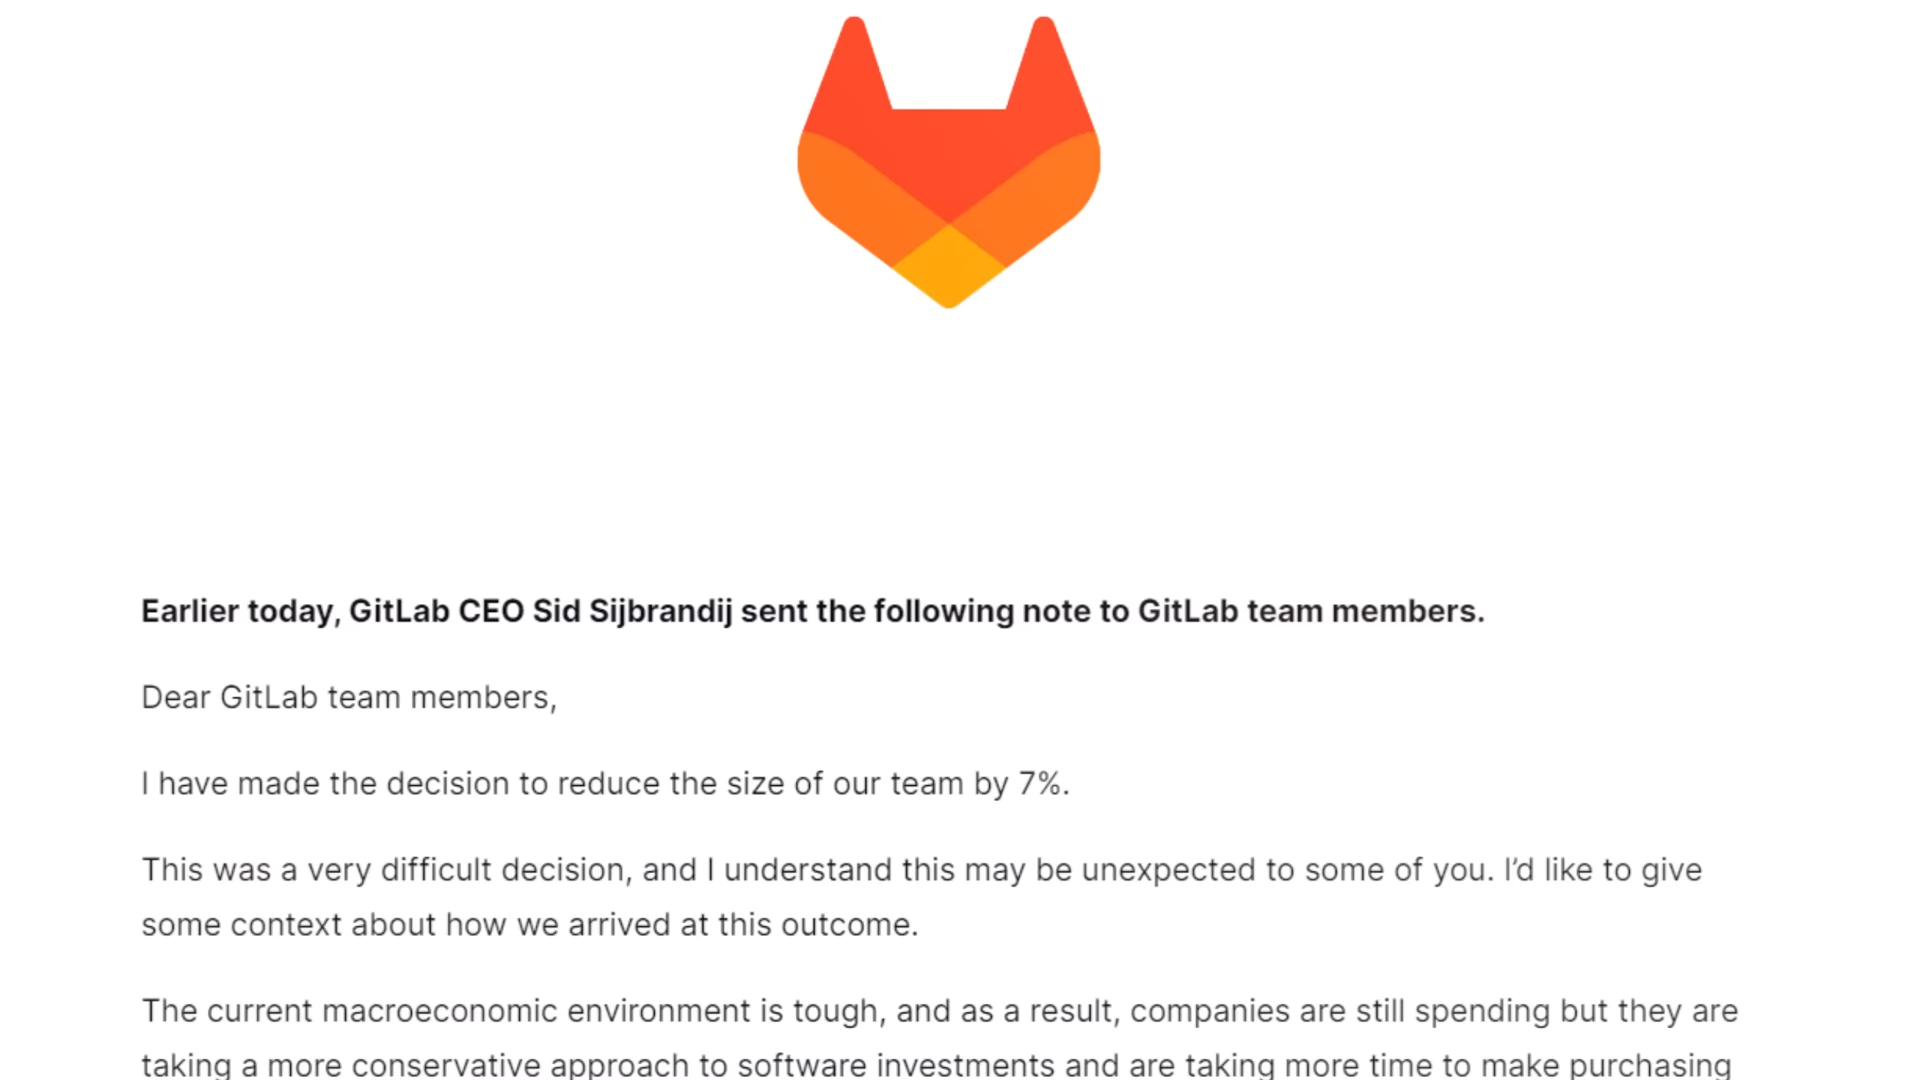 Earlier today, GitLab CEO Sid Sijbrandij sent the following note to GitLab team members.
Dear GitLab team members,
I have made the decision to reduce the size of our team by 7%.
This was a very difficult decision, and I understand this may be unexpected to some of you. I’d like to give
some context about how we arrived at this outcome.
The current macroeconomic environment is tough, and as a result, companies are still spending but they are
taking a more conservative approach to software investments and are taking more time to make purchasing